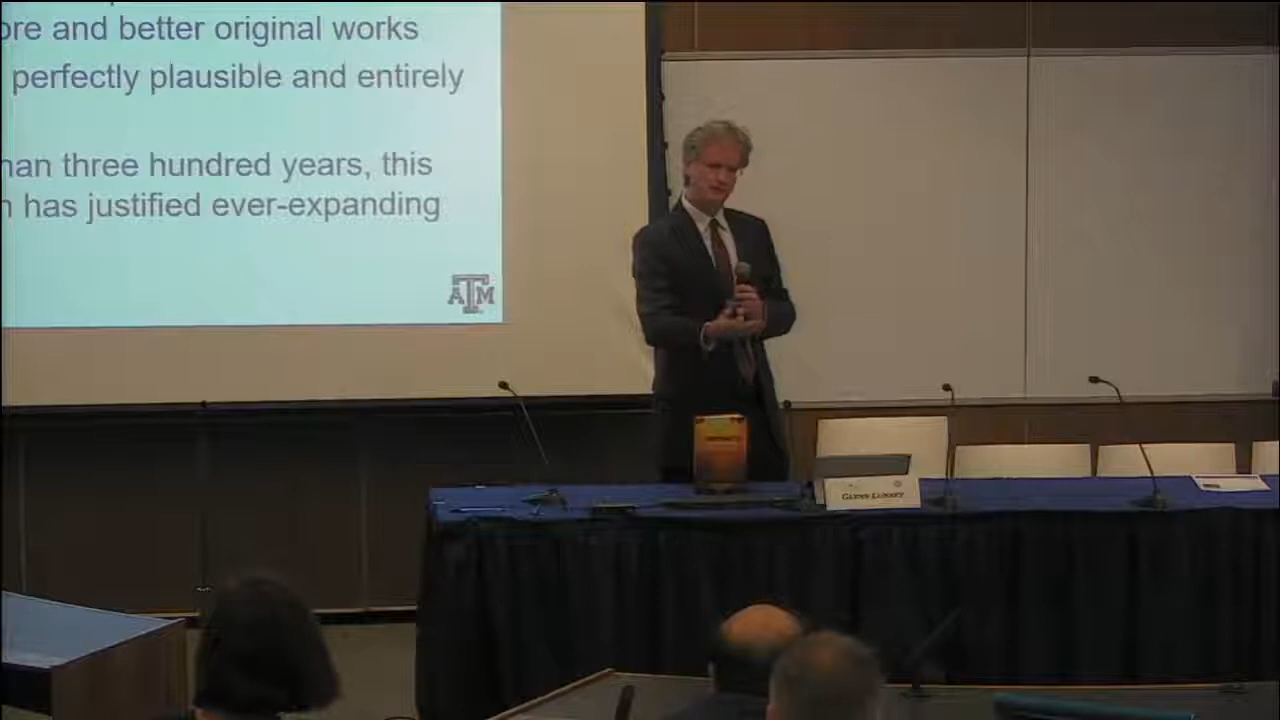 ore and better original works
perfectly plausible and entirely
han three hundred years, this
n has justified ever-expanding
ATM
GLYNN LUNNEY